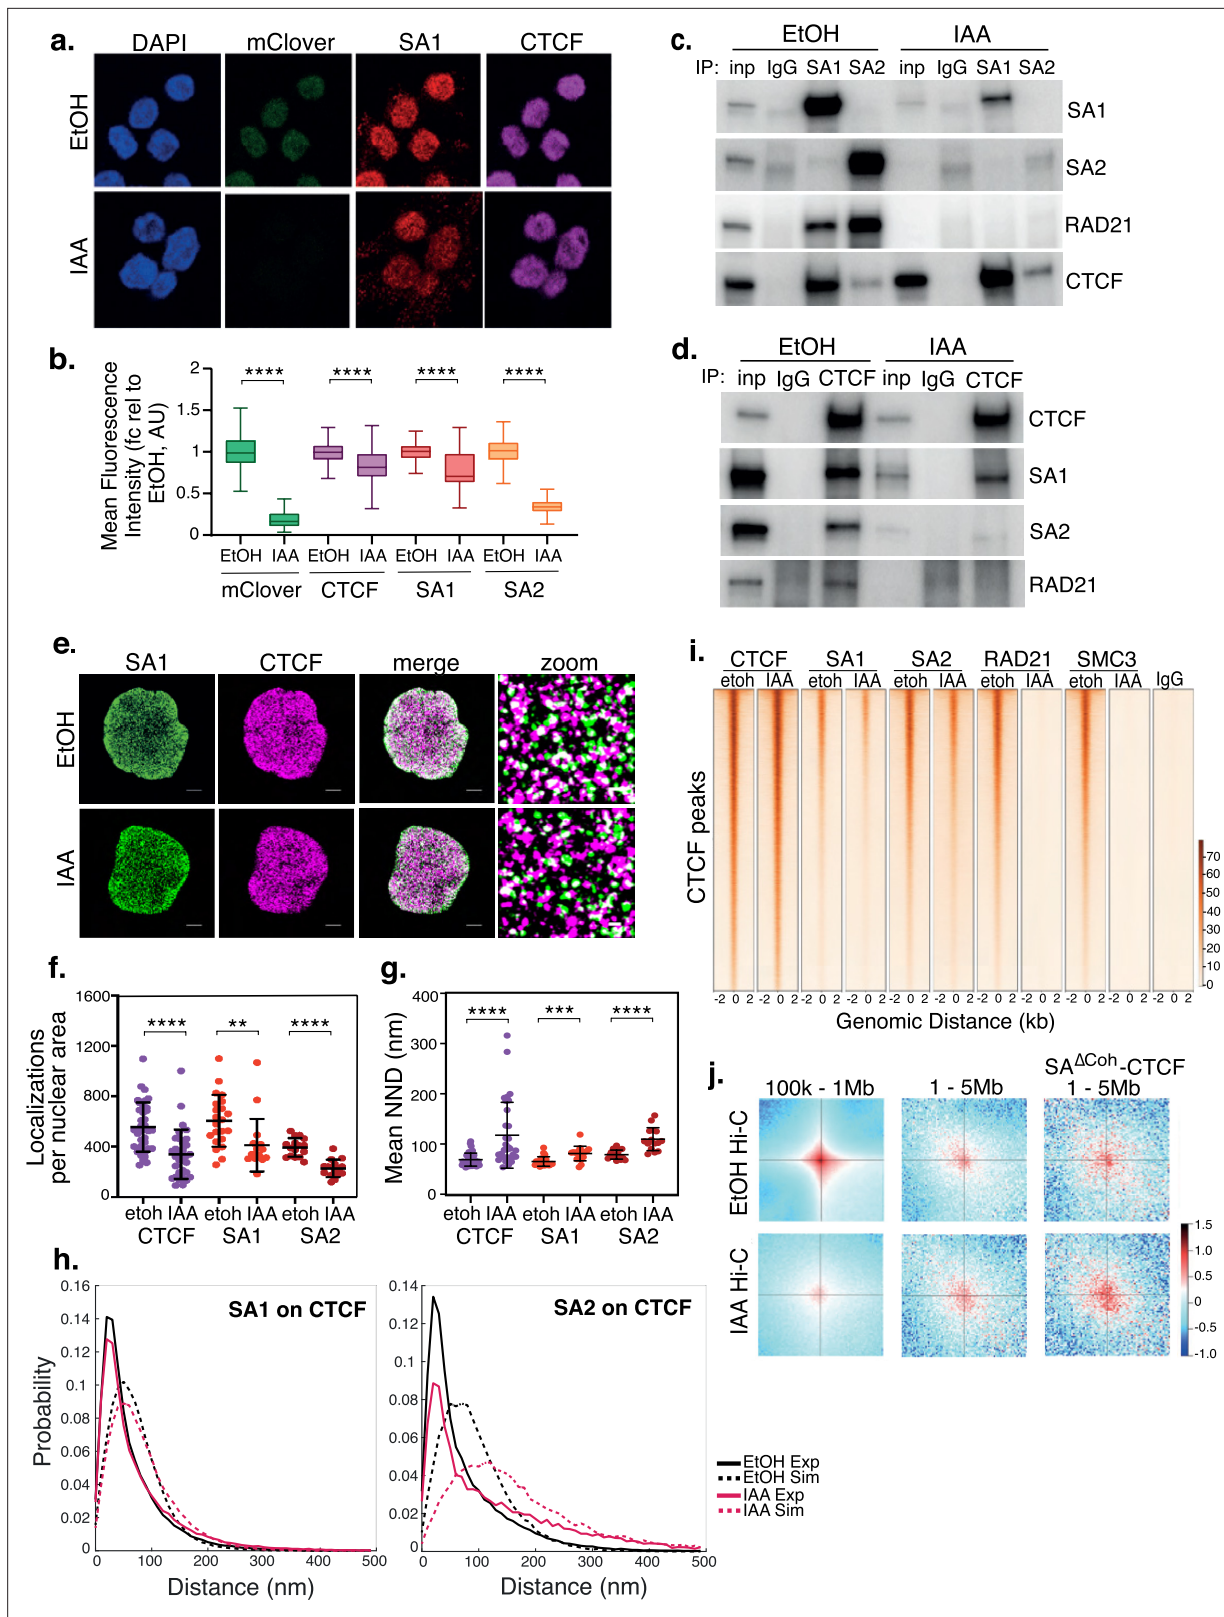 a.
DAPI mClover SA1 CTCF
EtOH
IAA
b.
Mean Fluorescence
Intensity (fc rel to
EtOH, AU)
2
1.5
1
0.5
0
**** **** **** ****
EtOH IAA EtOH IAA EtOH IAA EtOH IAA
mClover CTCF SA1 SA2
c.
EtOH IAA
IP: inp IgG SA1 SA2 inp IgG SA1 SA2
SA1
SA2
RAD21
CTCF
d.
EtOH IAA
IP: inp IgG CTCF inp IgG CTCF
CTCF
SA1
SA2
RAD21
e.
SA1 CTCF merge zoom
EtOH
IAA
f.
Localizations
per nuclear area
1600
1200
800
400
0
**** ** ****
etoh IAA etoh IAA etoh IAA
CTCF SA1 SA2
g.
Mean NND (nm)
400
300
200
100
0
**** *** ****
etoh IAA etoh IAA etoh IAA
CTCF SA1 SA2
h.
SA1 on CTCF
Probability
0.16
0.14
0.12
0.1
0.08
0.06
0.04
0.02
0
0 100 200 300 400 500
Distance (nm)
SA2 on CTCF
0.14
0.12
0.1
0.08
0.06
0.04
0.02
0
0 100 200 300 400 500
Distance (nm)
EtOH Exp
EtOH Sim
IAA Exp
IAA Sim
i.
CTCF SA1 SA2 RAD21 SMC3
etoh IAA etoh IAA etoh IAA etoh IAA etoh IAA IgG
CTCF peaks
-2 0 2 -2 0 2 -2 0 2 -2 0 2 -2 0 2 -2 0 2 -2 0 2 -2 0 2 -2 0 2 -2 0 2 -2 0 2
Genomic Distance (kb)
70
60
50
40
30
20
10
0
j.
SA^ΔCoh-CTCF
100k - 1Mb 1 - 5Mb 1 - 5Mb
EtOH Hi-C
IAA Hi-C
1.5
1.0
0.5
0
-0.5
-1.0